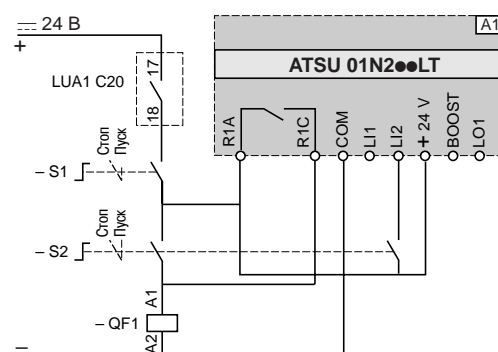 24 В
+
A1
ATSU 01N2●●LT
LUA1 C20
17
18
R1A
R1C
COM
LI1
LI2
+ 24 V
BOOST
LO1
Стоп
Пуск
– S1
Стоп
Пуск
– S2
A1
– QF1
A2
–